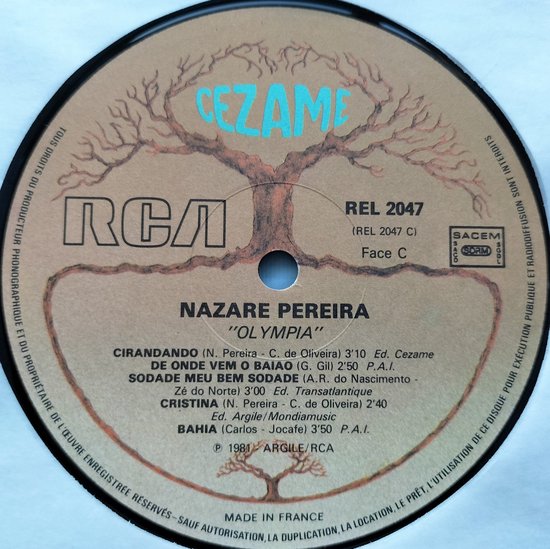 CEZAME
RCA
REL 2047
(REL 2047 C)
Face C
SACEM
SACD
SDRM
SGDL
NAZARE PEREIRA
"OLYMPIA"
CIRANDANDO (N. Pereira - C. de Oliveira) 3'10 Ed. Cezame
DE ONDE VEM O BAIAO (G. Gil) 2'50 P.A.I.
SODADE MEU BEM SODADE (A.R. do Nascimento -
Zé do Norte) 3'00 Ed. Transatlantique
CRISTINA (N. Pereira - C. de Oliveira) 2'40
Ed. Argile/Mondiamusic
BAHIA (Carlos - Jocafe) 3'50 P.A.I.
℗ 1981 - ARGILE/RCA
MADE IN FRANCE
TOUS DROITS DU PRODUCTEUR PHONOGRAPHIQUE ET DU PROPRIÉTAIRE DE L'ŒUVRE ENREGISTRÉE RÉSERVÉS - SAUF AUTORISATION, LA DUPLICATION, LA LOCATION, LE PRÊT, L'UTILISATION DE CE DISQUE POUR EXÉCUTION PUBLIQUE ET RADIODIFFUSION SONT INTERDITS